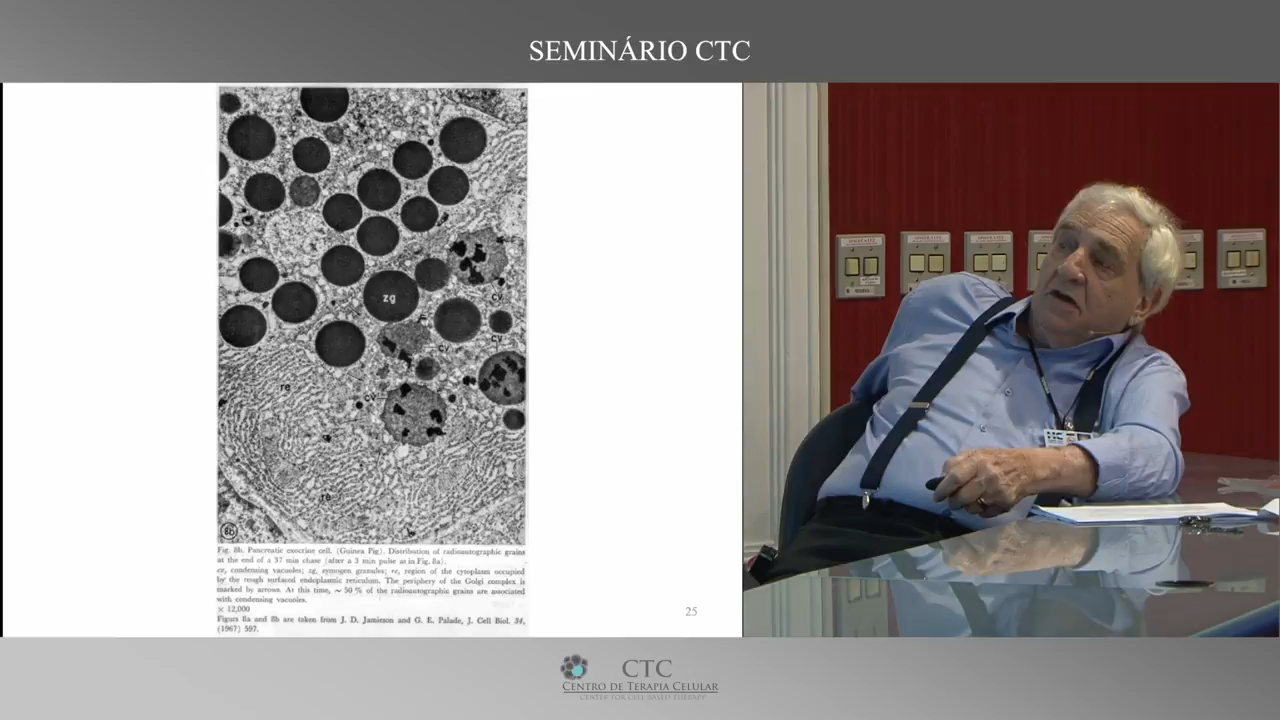 SEMINÁRIO CTC
zg
cv
cv
cv
cv
re
re
8b
Fig. 8b. Pancreatic exocrine cell. (Guinea Pig). Distribution of radioautographic grains
at the end of a 37 min chase (after a 3 min pulse as in Fig. 8a).
cv, condensing vacuoles; zg, zymogen granules; re, region of the cytoplasm occupied
by the rough surfaced endoplasmic reticulum. The periphery of the Golgi complex is
marked by arrows. At this time, ~ 50 % of the radioautographic grains are associated
with condensing vacuoles.
× 12,000
Figurs 8a and 8b are taken from J. D. Jamieson and G. E. Palade, J. Cell Biol. 34,
(1967) 597.
25
CTC
CENTRO DE TERAPIA CELULAR
CENTER FOR CELL BASED THERAPY